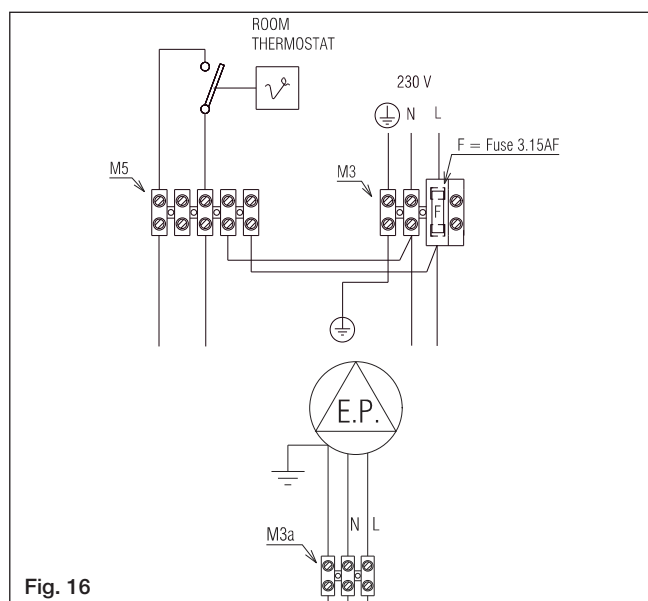 ROOM
THERMOSTAT
230 V
N L
F = Fuse 3.15AF
M5
M3
F
E.P.
N L
M3a
Fig. 16